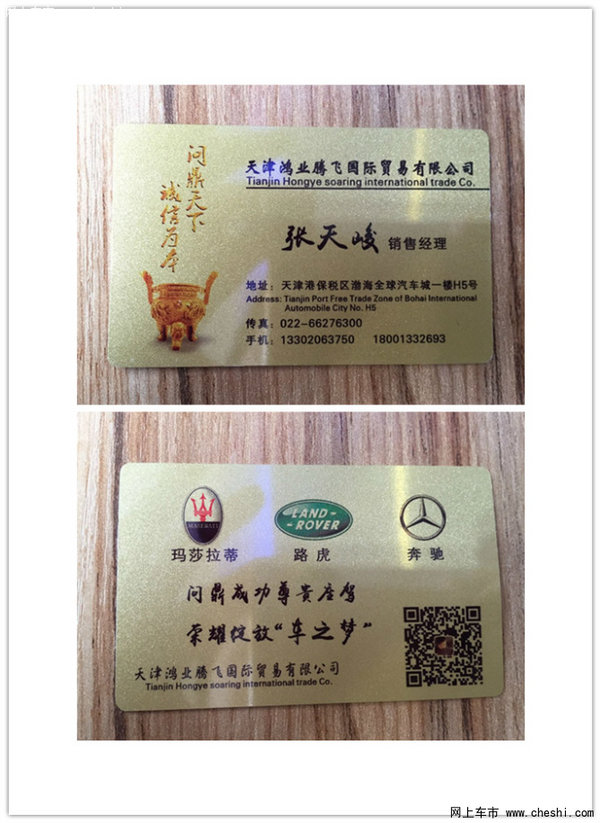 问鼎天下
诚信为本
天津鸿业腾飞国际贸易有限公司
Tianjin Hongye soaring international trade Co.
张天峻 销售经理
地址：天津港保税区渤海全球汽车城一楼H5号
Address: Tianjin Port Free Trade Zone of Bohai International
Automobile City No. H5
传真：022-66276300
手机：13302063750 18001332693
MASERATI
LAND-
-ROVER
玛莎拉蒂 路虎 奔驰
问鼎成功尊贵座驾
荣耀绽放“车之梦”
天津鸿业腾飞国际贸易有限公司
Tianjin Hongye soaring international trade Co.
网上车市 www.cheshi.com